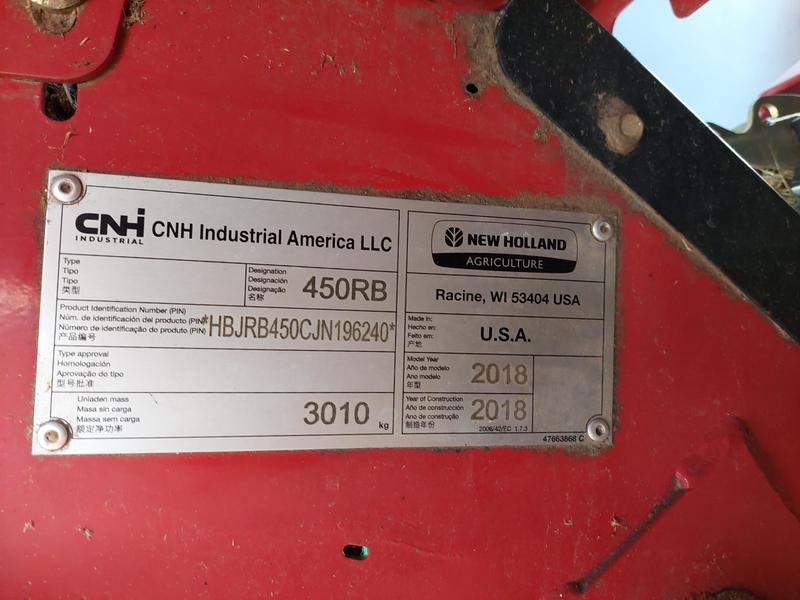 CNH
INDUSTRIAL
CNH Industrial America LLC
Type
Tipo
Tipo
类型
Designation
Designación
Designação
名称
450RB
Product Identification Number (PIN)
Núm. de identificación del producto (PIN)
Número de identificação do produto (PIN)
产品编号
*HBJRB450CJN196240*
Type approval
Homologación
Aprovação do tipo
型号批准
Unladen mass
Masa sin carga
Massa sem carga
额定净功率
3010 kg
NEW HOLLAND
AGRICULTURE
Racine, WI 53404 USA
Made in:
Hecho en:
Feito em:
产地
U.S.A.
Model Year
Año de modelo
Ano modelo
年型
2018
Year of Construction
Año de construcción
Ano de construção
制造年份
2018
2006/42/EC 1.7.3
47663868 C